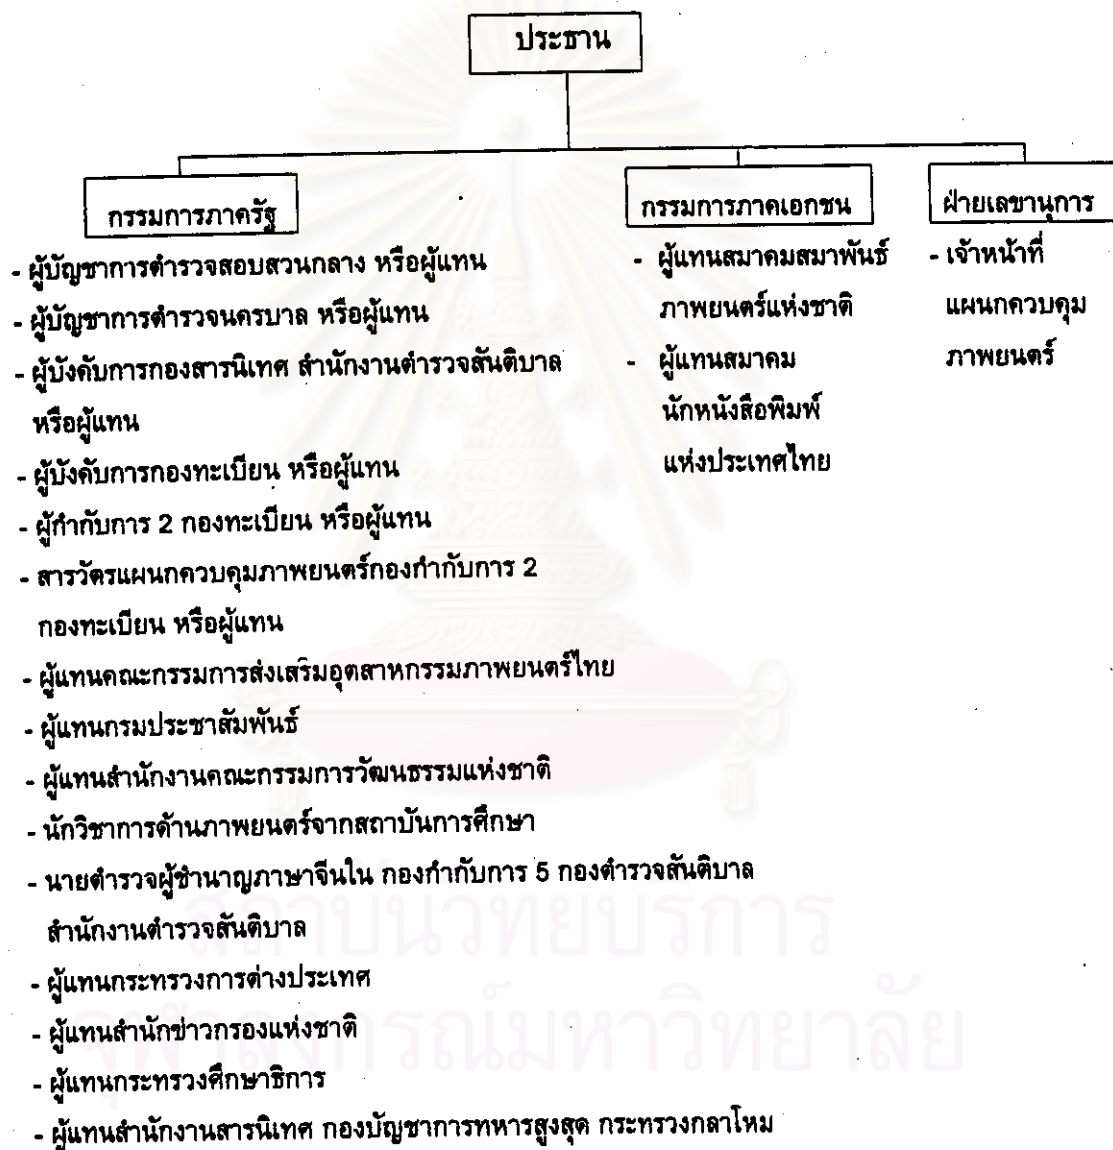 ประธาน
กรรมการภาครัฐ
- ผู้บัญชาการตำรวจสอบสวนกลาง หรือผู้แทน
- ผู้บัญชาการตำรวจนครบาล หรือผู้แทน
- ผู้บังคับการกองสารนิเทศ สำนักงานตำรวจสันติบาล
หรือผู้แทน
- ผู้บังคับการกองทะเบียน หรือผู้แทน
- ผู้กำกับการ 2 กองทะเบียน หรือผู้แทน
- สารวัตรแผนกควบคุมภาพยนตร์กองกำกับการ 2
กองทะเบียน หรือผู้แทน
- ผู้แทนคณะกรรมการส่งเสริมอุตสาหกรรมภาพยนตร์ไทย
- ผู้แทนกรมประชาสัมพันธ์
- ผู้แทนสำนักงานคณะกรรมการวัฒนธรรมแห่งชาติ
- นักวิชาการด้านภาพยนตร์จากสถาบันการศึกษา
- นายตำรวจผู้ชำนาญภาษาจีนใน กองกำกับการ 5 กองตำรวจสันติบาล
สำนักงานตำรวจสันติบาล
- ผู้แทนกระทรวงการต่างประเทศ
- ผู้แทนสำนักข่าวกรองแห่งชาติ
- ผู้แทนกระทรวงศึกษาธิการ
- ผู้แทนสำนักงานสารนิเทศ กองบัญชาการทหารสูงสุด กระทรวงกลาโหม
กรรมการภาคเอกชน
- ผู้แทนสมาคมสมาพันธ์
ภาพยนตร์แห่งชาติ
- ผู้แทนสมาคม
นักหนังสือพิมพ์
แห่งประเทศไทย
ฝ่ายเลขานุการ
- เจ้าหน้าที่
แผนกควบคุม
ภาพยนตร์
สถาบันวิทยบริการ
จุฬาลงกรณ์มหาวิทยาลัย